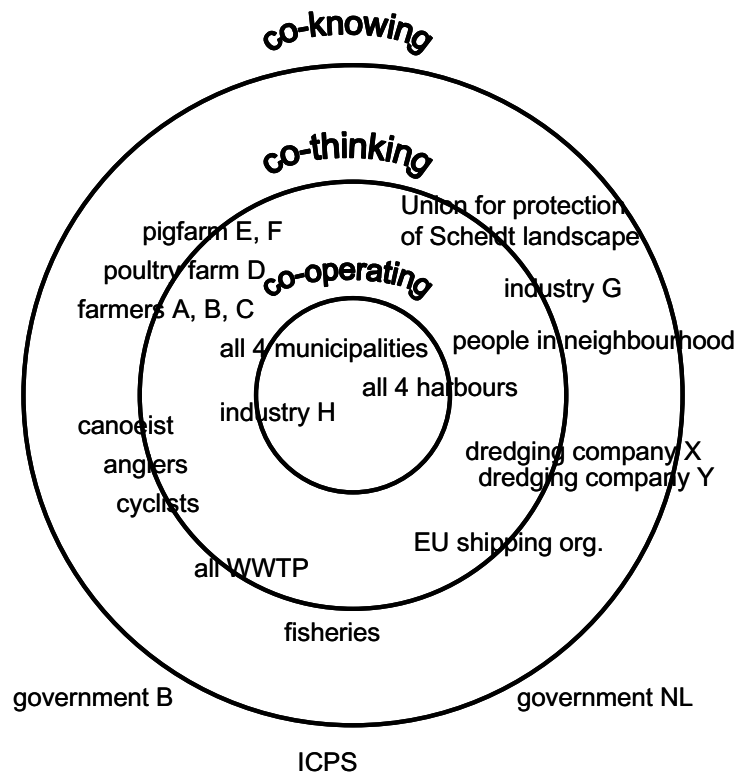 co-knowing
co-thinking
Union for protection
of Scheldt landscape
pigfarm E, F
poultry farm D
co-operating
industry G
farmers A, B, C
people in neighbourhood
all 4 municipalities
all 4 harbours
industry H
canoeist
dredging company X
anglers
dredging company Y
cyclists
EU shipping org.
all WWTP
fisheries
government B
government NL
ICPS